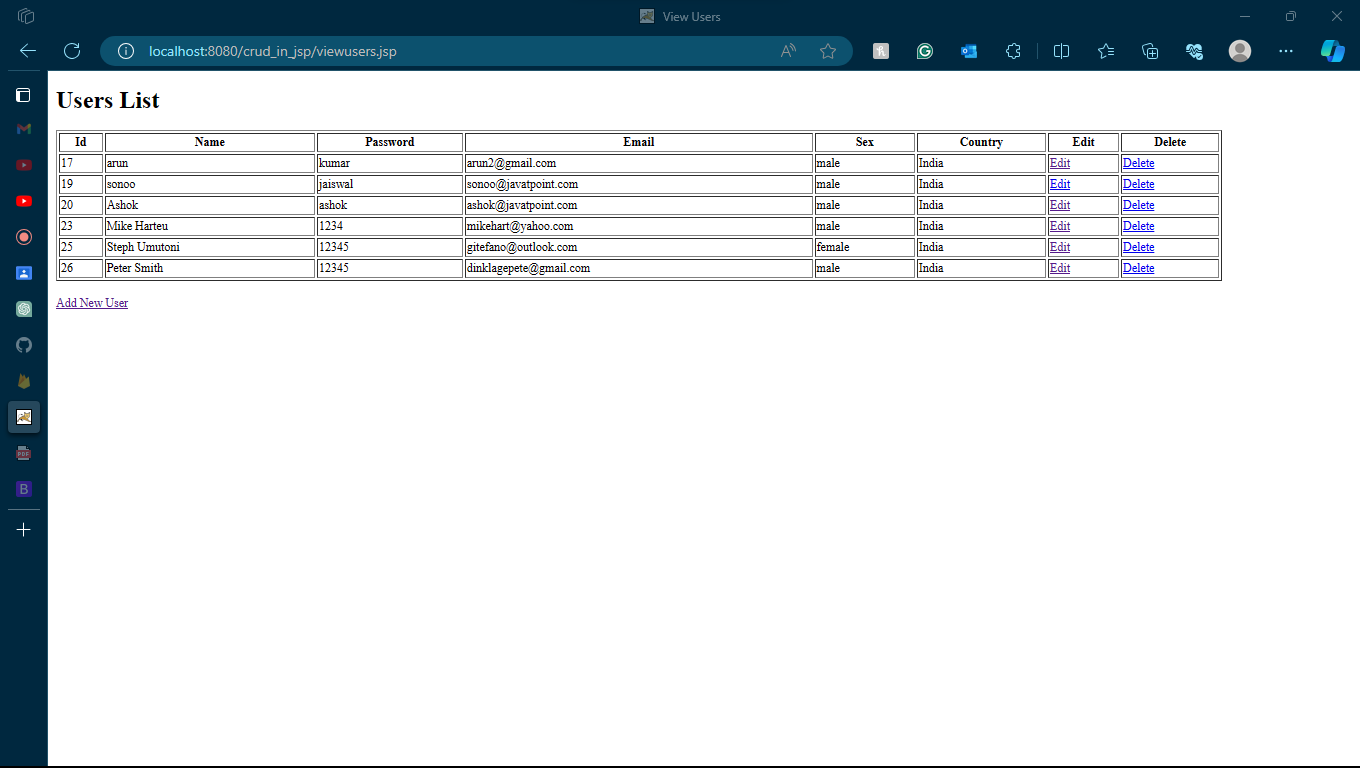 View Users
localhost:8080/crud_in_jsp/viewusers.jsp
Users List
Id Name Password Email Sex Country Edit Delete
17 arun kumar arun2@gmail.com male India Edit Delete
19 sonoo jaiswal sonoo@javatpoint.com male India Edit Delete
20 Ashok ashok ashok@javatpoint.com male India Edit Delete
23 Mike Harteu 1234 mikehart@yahoo.com male India Edit Delete
25 Steph Umutoni 12345 gitefano@outlook.com female India Edit Delete
26 Peter Smith 12345 dinklagepete@gmail.com male India Edit Delete
Add New User